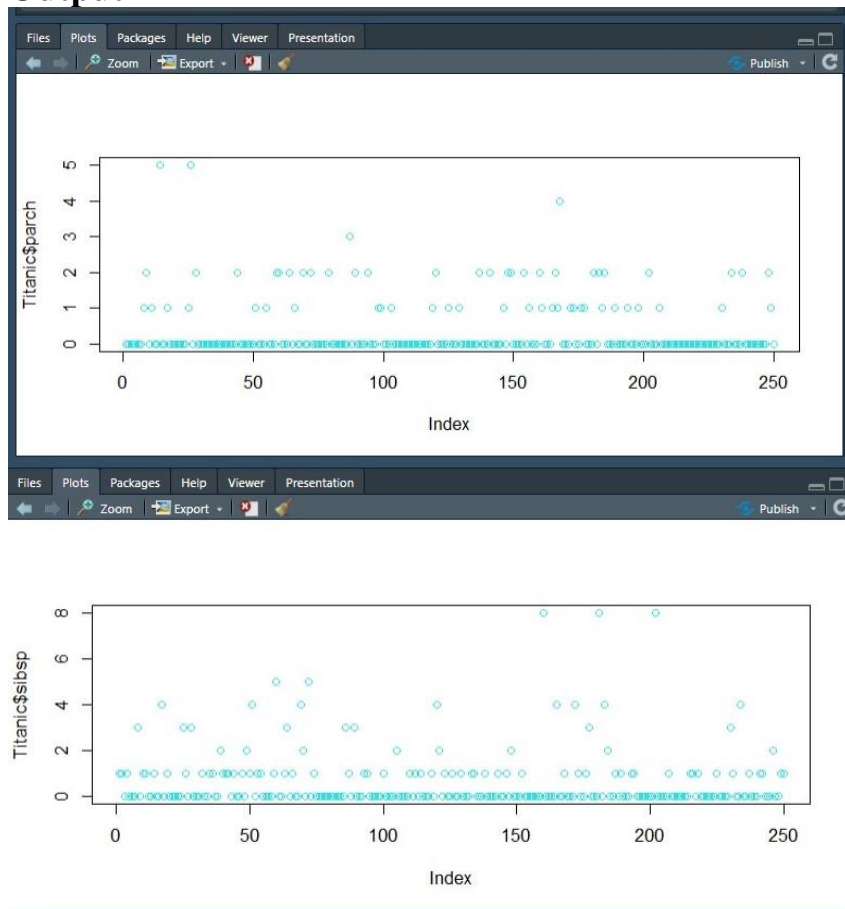 Files Plots Packages Help Viewer Presentation
Zoom Export Publish
5
4
3
2
1
0
Titanic$parch
0 50 100 150 200 250
Index
Files Plots Packages Help Viewer Presentation
Zoom Export Publish
8
6
4
2
0
Titanic$sibsp
0 50 100 150 200 250
Index